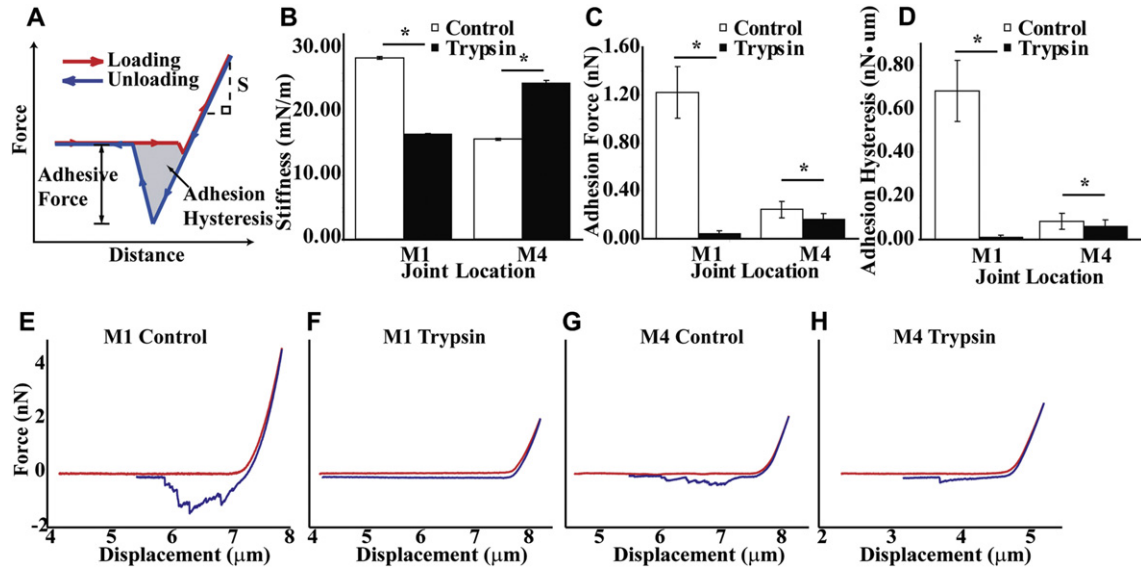 A
Loading
Unloading
S
Force
Adhesive
Force
Adhesion
Hysteresis
Distance
B
Control
Trypsin
30.00
20.00
10.00
0.00
Stiffness (mN/m)
*
*
M1
M4
Joint Location
C
Control
Trypsin
1.60
1.20
0.80
0.40
0.00
Adhesion Force (nN)
*
*
M1
M4
Joint Location
D
Control
Trypsin
0.80
0.60
0.40
0.20
0.00
Adhesion Hysteresis (nN• um)
*
*
M1
M4
Joint Location
E
M1 Control
4
2
0
-2
Force (nN)
4 5 6 7 8
Displacement (µm)
F
M1 Trypsin
4 5 6 7 8
Displacement (µm)
G
M4 Control
5 6 7 8
Displacement (µm)
H
M4 Trypsin
2 3 4 5
Displacement (µm)